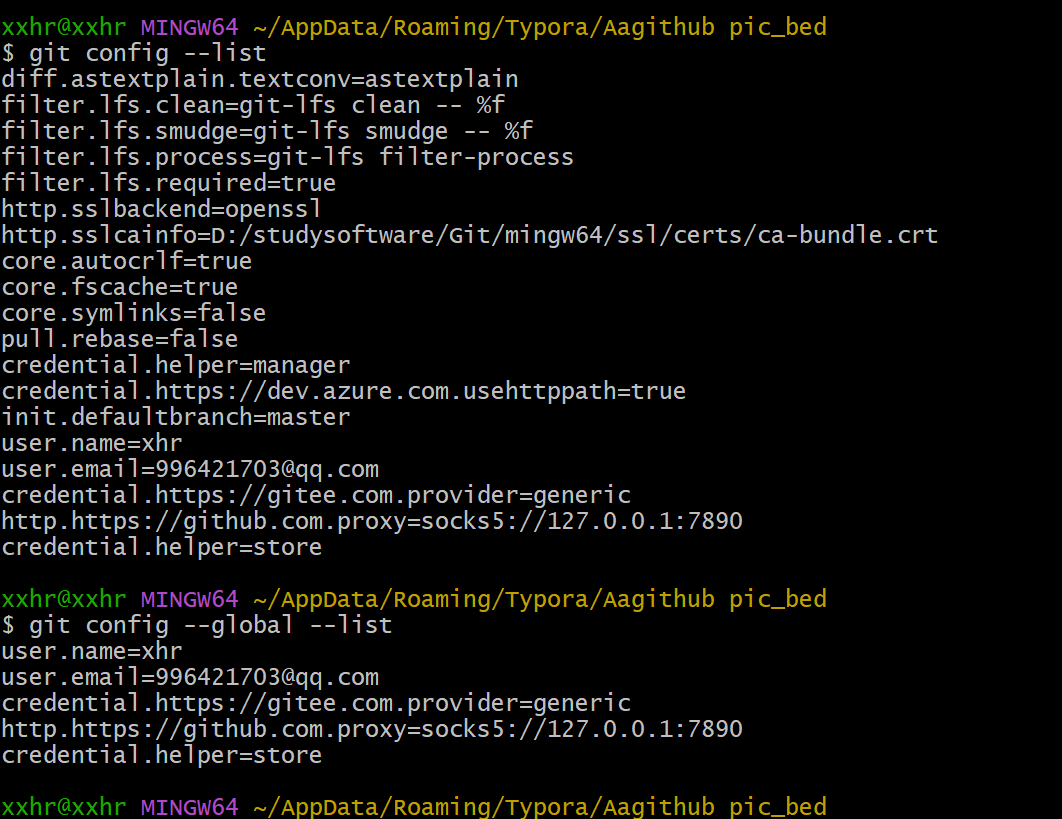 xxhr@xxhr MINGW64 ~/AppData/Roaming/Typora/Aagithub pic_bed
$ git config --list
diff.astextplain.textconv=astextplain
filter.lfs.clean=git-lfs clean -- %f
filter.lfs.smudge=git-lfs smudge -- %f
filter.lfs.process=git-lfs filter-process
filter.lfs.required=true
http.sslbackend=openssl
http.sslcainfo=D:/studysoftware/Git/mingw64/ssl/certs/ca-bundle.crt
core.autocrlf=true
core.fscache=true
core.symlinks=false
pull.rebase=false
credential.helper=manager
credential.https://dev.azure.com.usehttppath=true
init.defaultbranch=master
user.name=xhr
user.email=996421703@qq.com
credential.https://gitee.com.provider=generic
http.https://github.com.proxy=socks5://127.0.0.1:7890
credential.helper=store
xxhr@xxhr MINGW64 ~/AppData/Roaming/Typora/Aagithub pic_bed
$ git config --global --list
user.name=xhr
user.email=996421703@qq.com
credential.https://gitee.com.provider=generic
http.https://github.com.proxy=socks5://127.0.0.1:7890
credential.helper=store
xxhr@xxhr MINGW64 ~/AppData/Roaming/Typora/Aagithub pic_bed